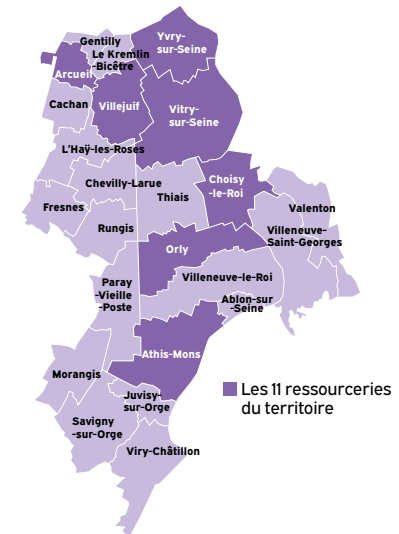 Yvry-
sur-Seine
Gentilly
Le Kremlin
-Bicêtre
Arcueil
Cachan
Villejuif
Vitry-
sur-Seine
L'Haÿ-les-Roses
Chevilly-Larue
Choisy
-le-Roi
Thiais
Fresnes
Valenton
Rungis
Villeneuve-
Saint-Georges
Orly
Villeneuve-le-Roi
Paray
-Vieille
-Poste
Ablon-sur
-Seine
Athis-Mons
Morangis
Juvisy-
sur-Orge
Savigny
-sur-Orge
Viry-Châtillon
Les 11 ressourceries
du territoire